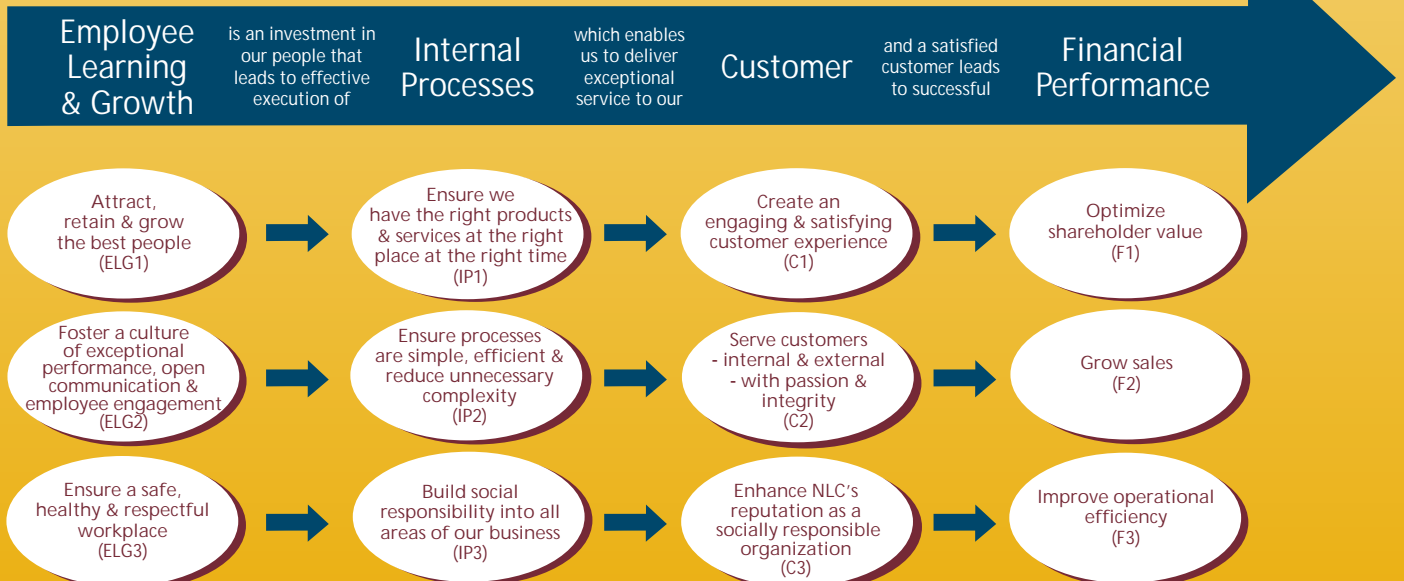 Employee
Learning
& Growth
is an investment in
our people that
leads to effective
execution of
Internal
Processes
which enables
us to deliver
exceptional
service to our
Customer
and a satisfied
customer leads
to successful
Financial
Performance
Attract,
retain & grow
the best people
(ELG1)
Ensure we
have the right products
& services at the right
place at the right time
(IP1)
Create an
engaging & satisfying
customer experience
(C1)
Optimize
shareholder value
(F1)
Foster a culture
of exceptional
performance, open
communication &
employee engagement
(ELG2)
Ensure processes
are simple, efficient &
reduce unnecessary
complexity
(IP2)
Serve customers
- internal & external
- with passion &
integrity
(C2)
Grow sales
(F2)
Ensure a safe,
healthy & respectful
workplace
(ELG3)
Build social
responsibility into all
areas of our business
(IP3)
Enhance NLC's
reputation as a
socially responsible
organization
(C3)
Improve operational
efficiency
(F3)